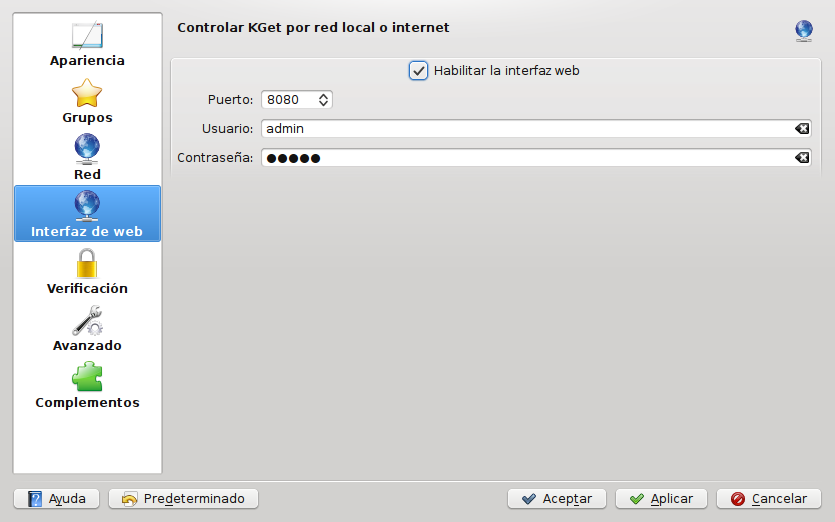 Controlar KGet por red local o internet
Apariencia
Grupos
Red
Interfaz de web
Verificación
Avanzado
Complementos
Habilitar la interfaz web
Puerto: 8080
Usuario: admin
Contraseña: ●●●●●
Ayuda Predeterminado Aceptar Aplicar Cancelar